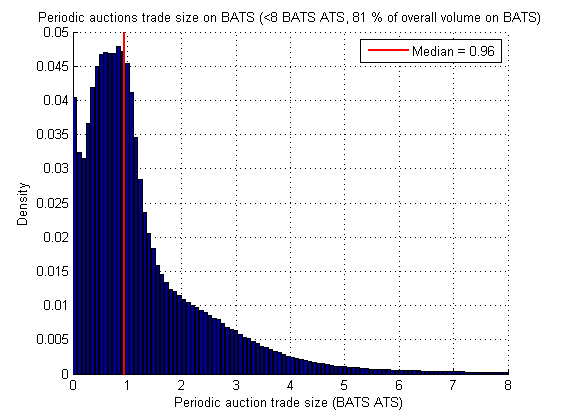 Periodic auctions trade size on BATS (<8 BATS ATS, 81 % of overall volume on BATS)
0.05
0.045
0.04
0.035
0.03
0.025
0.02
0.015
0.01
0.005
0
Density
Median = 0.96
0 1 2 3 4 5 6 7 8
Periodic auction trade size (BATS ATS)